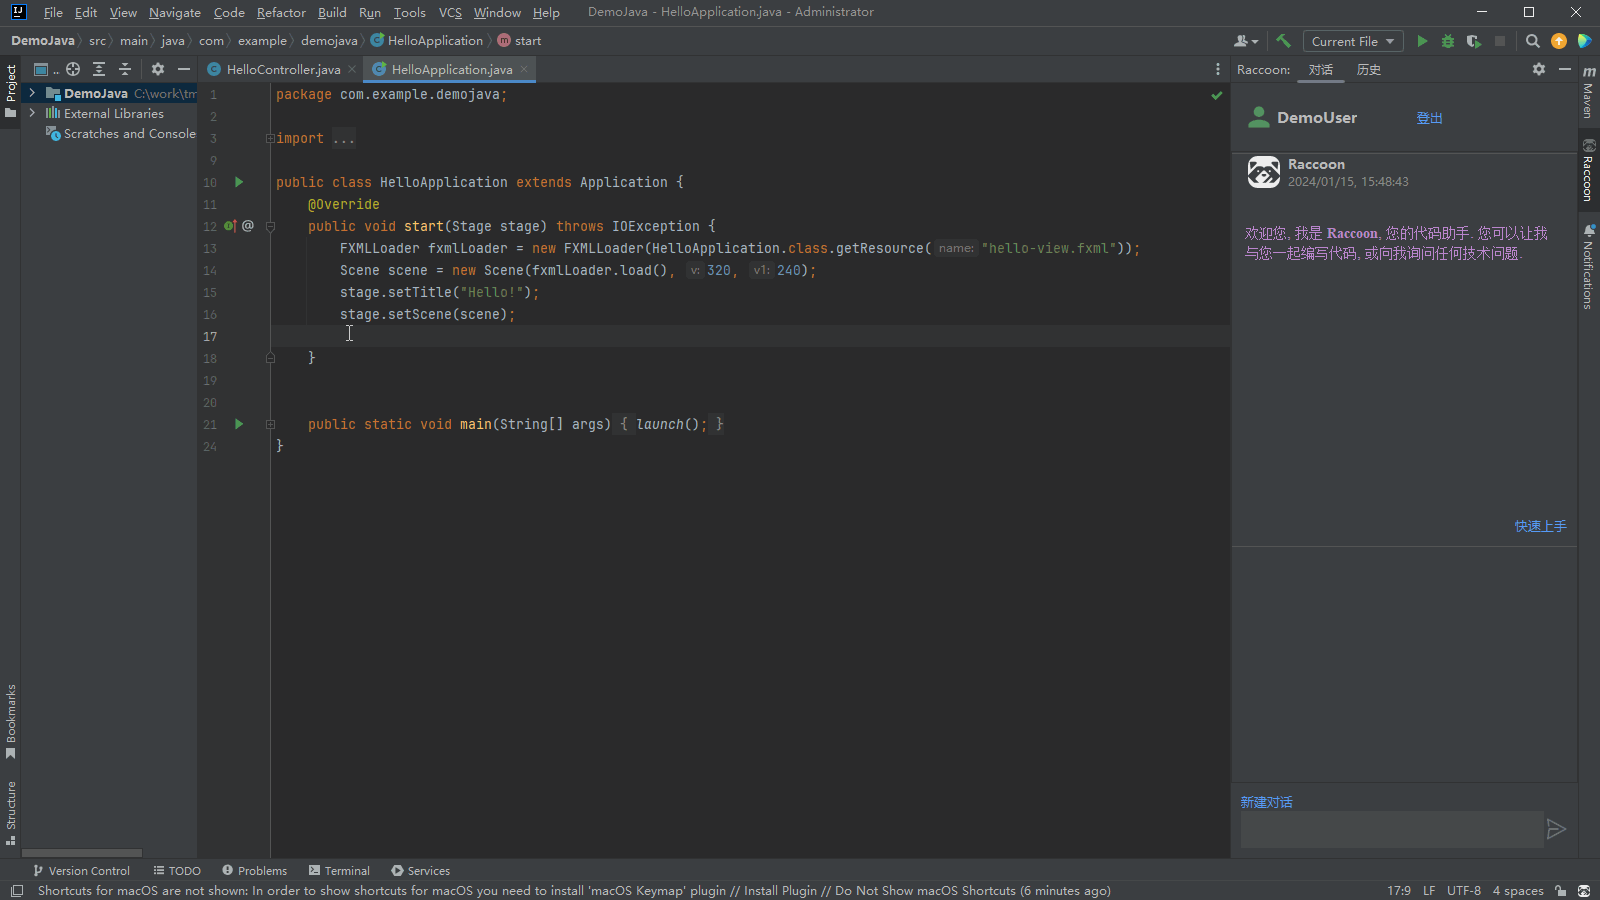 File Edit View Navigate Code Refactor Build Run Tools VCS Window Help DemoJava - HelloApplication.java - Administrator
DemoJava src main java com example demojava HelloApplication start
Current File
Project
HelloController.java
HelloApplication.java
Raccoon: 对话 历史
DemoJava C:\work\tm
External Libraries
Scratches and Console
1 package com.example.demojava;
2
3 import ...
9
10 public class HelloApplication extends Application {
11 @Override
12 public void start(Stage stage) throws IOException {
13 FXMLLoader fxmlLoader = new FXMLLoader(HelloApplication.class.getResource( name: "hello-view.fxml"));
14 Scene scene = new Scene(fxmlLoader.load(), v: 320, v1: 240);
15 stage.setTitle("Hello!");
16 stage.setScene(scene);
17
18 }
19
20
21 public static void main(String[] args) { launch(); }
24 }
DemoUser 登出
Raccoon
2024/01/15, 15:48:43
欢迎您, 我是 Raccoon, 您的代码助手. 您可以让我
与您一起编写代码, 或向我询问任何技术问题.
快速上手
新建对话
Maven
Raccoon
Notifications
Bookmarks
Structure
Version Control TODO Problems Terminal Services
Shortcuts for macOS are not shown: In order to show shortcuts for macOS you need to install 'macOS Keymap' plugin // Install Plugin // Do Not Show macOS Shortcuts (6 minutes ago)
17:9 LF UTF-8 4 spaces